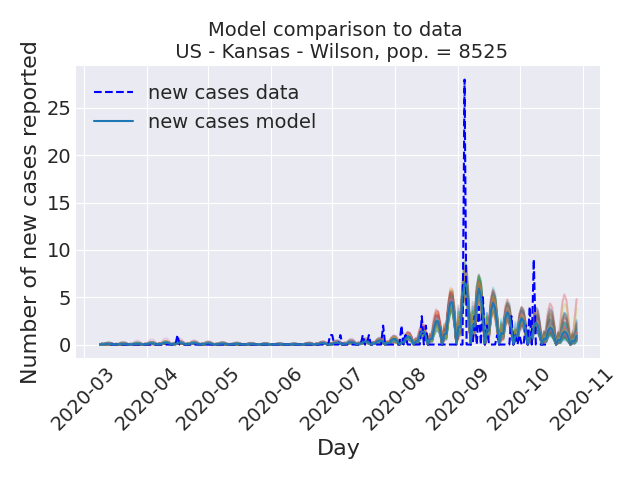 Model comparison to data
US - Kansas - Wilson, pop. = 8525
Number of new cases reported
new cases data
new cases model
25
20
15
10
5
0
2020-03
2020-04
2020-05
2020-06
2020-07
2020-08
2020-09
2020-10
2020-11
Day